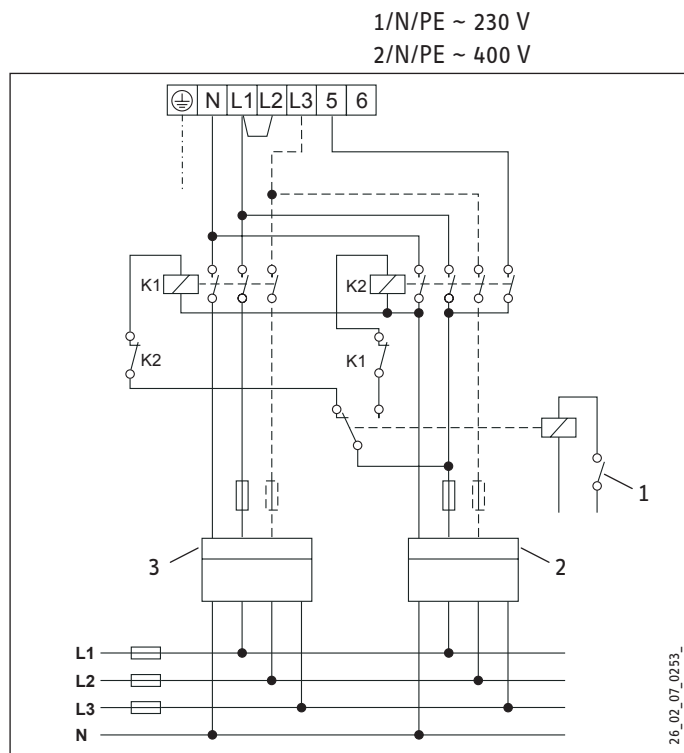 1/N/PE ~ 230 V
2/N/PE ~ 400 V
N L1 L2 L3 5 6
K1
K2
K2
K1
1
3
2
L1
L2
L3
N
26_02_07_0253_